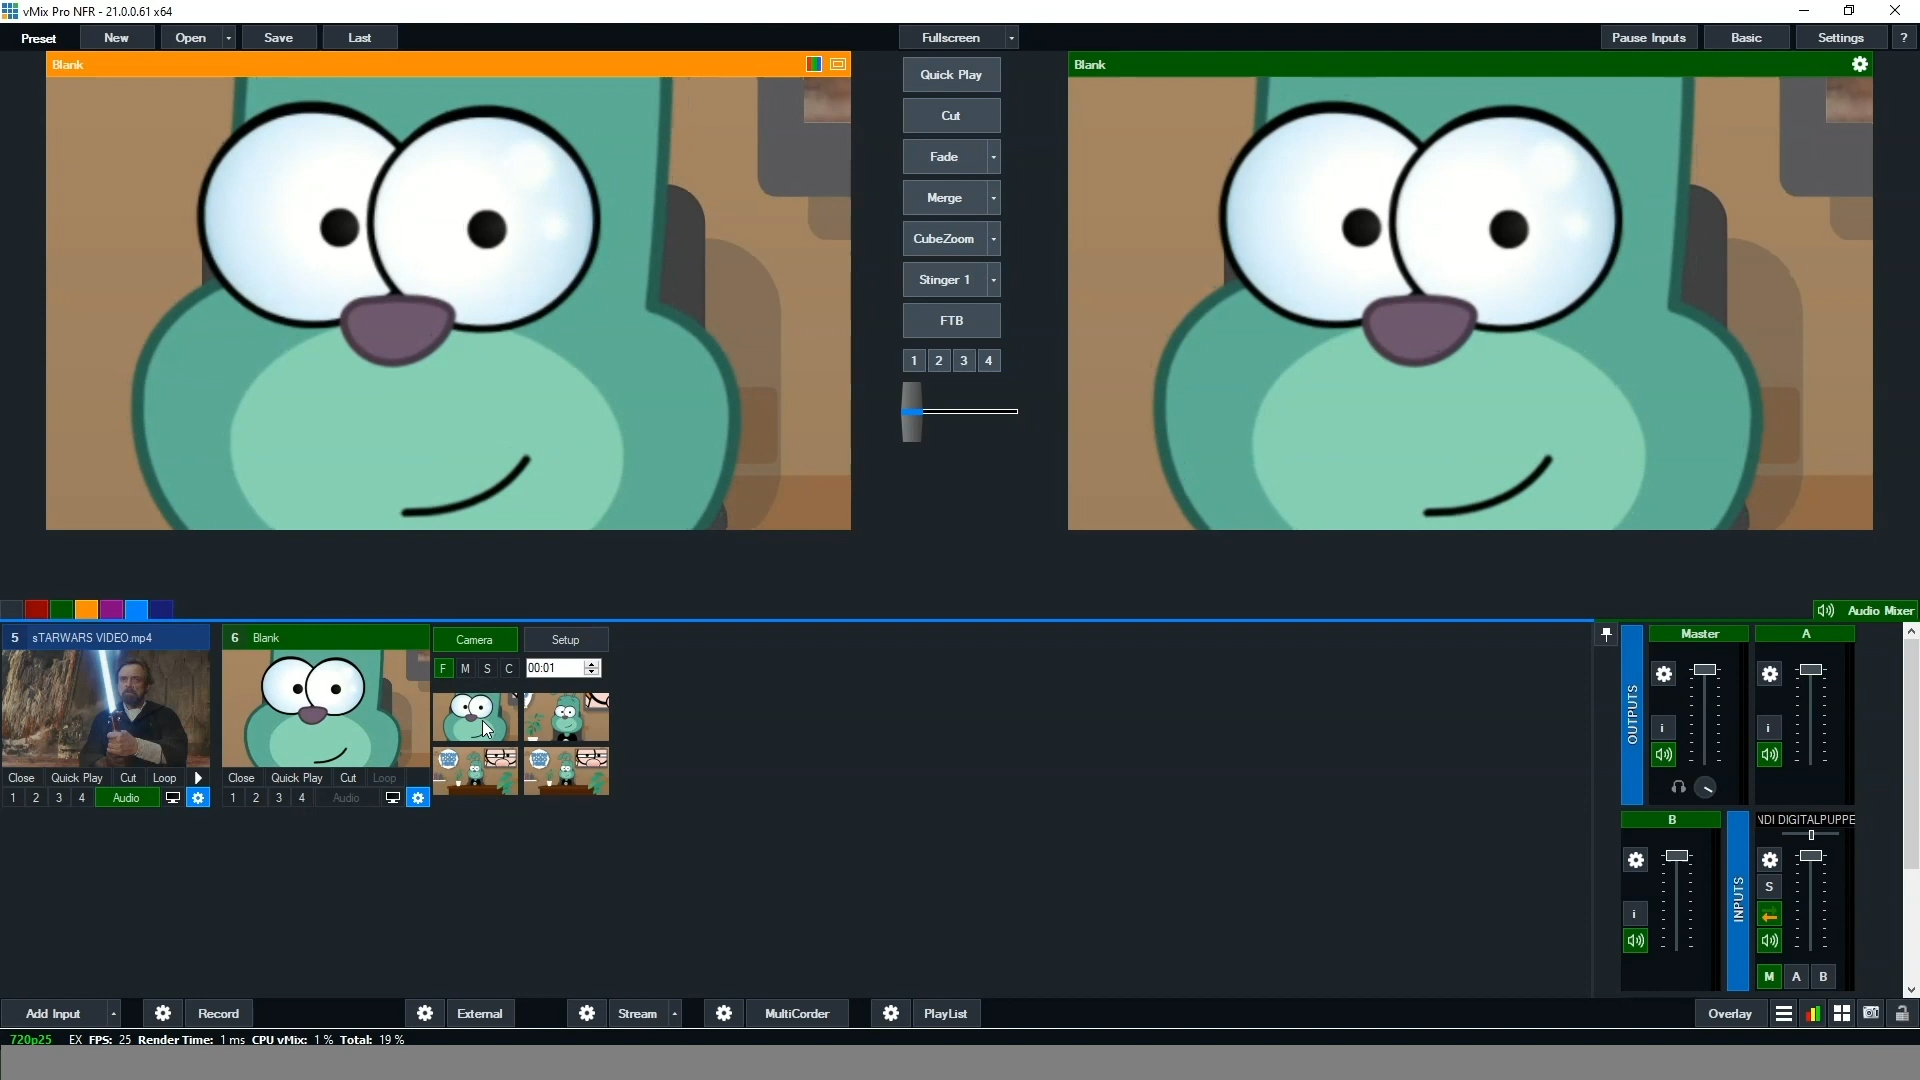 vMix Pro NFR - 21.0.0.61 x64
Preset New Open Save Last Fullscreen Pause Inputs Basic Settings ?
Blank
Blank
Quick Play
Cut
Fade
Merge
CubeZoom
Stinger 1
FTB
1 2 3 4
Audio Mixer
5 sTARWARS VIDEO.mp4
6 Blank
Camera Setup
F M S C 00:01
Close Quick Play Cut Loop
1 2 3 4 Audio
Close Quick Play Cut Loop
1 2 3 4 Audio
OUTPUTS
Master
A
i
i
B
i
INPUTS
NDI DIGITALPUPPE
S
M A B
Add Input Record External Stream MultiCorder PlayList Overlay
720p25 EX FPS: 25 Render Time: 1 ms CPU vMix: 1 % Total: 19 %